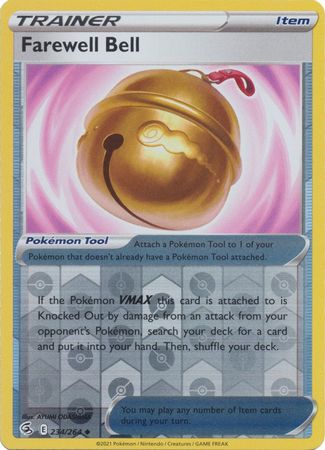 TRAINER Item
Farewell Bell
Pokémon Tool
Attach a Pokémon Tool to 1 of your
Pokémon that doesn't already have a Pokémon Tool attached.
If the Pokémon VMAX this card is attached to is
Knocked Out by damage from an attack from your
opponent's Pokémon, search your deck for a card
and put it into your hand. Then, shuffle your deck.
Illus. AYUMI ODASHIMA
You may play any number of Item cards
during your turn.
E 234/264
©2021 Pokémon / Nintendo / Creatures / GAME FREAK